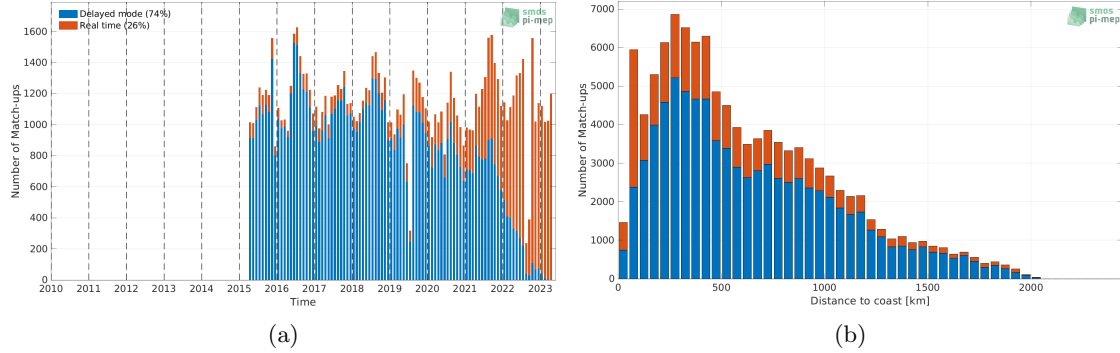 Delayed mode (74%)
Real time (26%)
smos
pi-mep
Number of Match-ups
1600
1400
1200
1000
800
600
400
200
0
2010 2011 2012 2013 2014 2015 2016 2017 2018 2019 2020 2021 2022 2023
Time
(a)
smos
pi-mep
Number of Match-ups
7000
6000
5000
4000
3000
2000
1000
0
0 500 1000 1500 2000
Distance to coast [km]
(b)